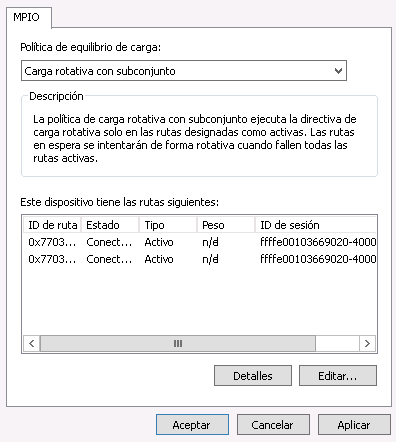 MPIO
Política de equilibrio de carga:
Carga rotativa con subconjunto
Descripción
La política de carga rotativa con subconjunto ejecuta la directiva de
carga rotativa solo en las rutas designadas como activas. Las rutas
en espera se intentarán de forma rotativa cuando fallen todas las
rutas activas.
Este dispositivo tiene las rutas siguientes:
ID de ruta Estado Tipo Peso ID de sesión
0x7703... Conect... Activo n/d ffffe00103669020-4000
0x7703... Conect... Activo n/d ffffe00103669020-4000
Detalles Editar...
Aceptar Cancelar Aplicar